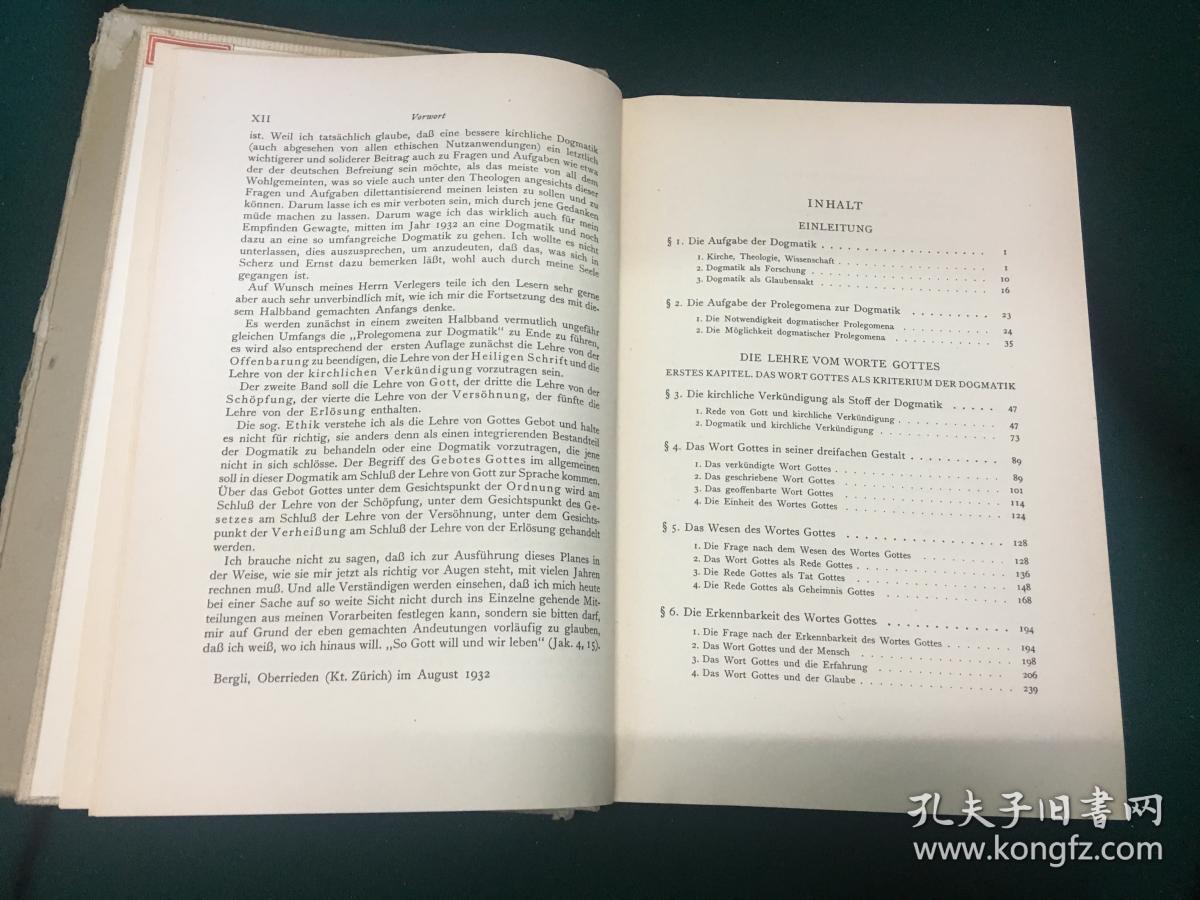 XII
Vorwort
ist. Weil ich tatsächlich glaube, daß eine bessere kirchliche Dogmatik
(auch abgesehen von allen ethischen Nutzanwendungen) ein letztlich
wichtigerer und soliderer Beitrag auch zu Fragen und Aufgaben wie etwa
der der deutschen Befreiung sein möchte, als das meiste von all dem
Wohlgemeinten, was so viele auch unter den Theologen angesichts dieser
Fragen und Aufgaben dilettantisierend meinen leisten zu sollen und zu
können. Darum lasse ich es mir verboten sein, mich durch jene Gedanken
müde machen zu lassen. Darum wage ich das wirklich auch für mein
Empfinden Gewagte, mitten im Jahr 1932 an eine Dogmatik und noch
dazu an eine so umfangreiche Dogmatik zu gehen. Ich wollte es nicht
unterlassen, dies auszusprechen, um anzudeuten, daß das, was sich in
Scherz und Ernst dazu bemerken läßt, wohl auch durch meine Seele
gegangen ist.
Auf Wunsch meines Herrn Verlegers teile ich den Lesern sehr gerne
aber auch sehr unverbindlich mit, wie ich mir die Fortsetzung des mit die-
sem Halbband gemachten Anfangs denke.
Es werden zunächst in einem zweiten Halbband vermutlich ungefähr
gleichen Umfangs die „Prolegomena zur Dogmatik" zu Ende zu führen,
es wird also entsprechend der ersten Auflage zunächst die Lehre von der
Offenbarung zu beendigen, die Lehre von der Heiligen Schrift und die
Lehre von der kirchlichen Verkündigung vorzutragen sein.
Der zweite Band soll die Lehre von Gott, der dritte die Lehre von der
Schöpfung, der vierte die Lehre von der Versöhnung, der fünfte die
Lehre von der Erlösung enthalten.
Die sog. Ethik verstehe ich als die Lehre von Gottes Gebot und halte
es nicht für richtig, sie anders denn als einen integrierenden Bestandteil
der Dogmatik zu behandeln oder eine Dogmatik vorzutragen, die jene
nicht in sich schlösse. Der Begriff des Gebotes Gottes im allgemeinen
soll in dieser Dogmatik am Schluß der Lehre von Gott zur Sprache kommen,
Über das Gebot Gottes unter dem Gesichtspunkt der Ordnung wird am
Schluß der Lehre von der Schöpfung, unter dem Gesichtspunkt des Ge-
setzes am Schluß der Lehre von der Versöhnung, unter dem Gesichts-
punkt der Verheißung am Schluß der Lehre von der Erlösung gehandelt
werden.
Ich brauche nicht zu sagen, daß ich zur Ausführung dieses Planes in
der Weise, wie sie mir jetzt als richtig vor Augen steht, mit vielen Jahren
rechnen muß. Und alle Verständigen werden einsehen, daß ich mich heute
bei einer Sache auf so weite Sicht nicht durch ins Einzelne gehende Mit-
teilungen aus meinen Vorarbeiten festlegen kann, sondern sie bitten darf,
mir auf Grund der eben gemachten Andeutungen vorläufig zu glauben,
daß ich weiß, wo ich hinaus will. „So Gott will und wir leben" (Jak. 4, 15).
Bergli, Oberrieden (Kt. Zürich) im August 1932
INHALT
EINLEITUNG
§ 1. Die Aufgabe der Dogmatik . . . . . . . . . . . . . 1
1. Kirche, Theologie, Wissenschaft . . . . . . . . . . . . 1
2. Dogmatik als Forschung . . . . . . . . . . . . 10
3. Dogmatik als Glaubensakt . . . . . . . . . . . . 16
§ 2. Die Aufgabe der Prolegomena zur Dogmatik . . . . . . . . . 23
1. Die Notwendigkeit dogmatischer Prolegomena . . . . . . . . 24
2. Die Möglichkeit dogmatischer Prolegomena . . . . . . . . 35
DIE LEHRE VOM WORTE GOTTES
ERSTES KAPITEL. DAS WORT GOTTES ALS KRITERIUM DER DOGMATIK
§ 3. Die kirchliche Verkündigung als Stoff der Dogmatik . . . . . 47
1. Rede von Gott und kirchliche Verkündigung . . . . . . . . 47
2. Dogmatik und kirchliche Verkündigung . . . . . . . . . 73
§ 4. Das Wort Gottes in seiner dreifachen Gestalt . . . . . . . . 89
1. Das verkündigte Wort Gottes . . . . . . . . . . . . 89
2. Das geschriebene Wort Gottes . . . . . . . . . . . . 101
3. Das geoffenbarte Wort Gottes . . . . . . . . . . . . 114
4. Die Einheit des Wortes Gottes . . . . . . . . . . . . 124
§ 5. Das Wesen des Wortes Gottes . . . . . . . . . . . . 128
1. Die Frage nach dem Wesen des Wortes Gottes . . . . . . . 128
2. Das Wort Gottes als Rede Gottes . . . . . . . . . . . 136
3. Die Rede Gottes als Tat Gottes . . . . . . . . . . . 148
4. Die Rede Gottes als Geheimnis Gottes . . . . . . . . . 168
§ 6. Die Erkennbarkeit des Wortes Gottes . . . . . . . . . . 194
1. Die Frage nach der Erkennbarkeit des Wortes Gottes . . . . . . 194
2. Das Wort Gottes und der Mensch . . . . . . . . . . . 198
3. Das Wort Gottes und die Erfahrung . . . . . . . . . . 206
4. Das Wort Gottes und der Glaube . . . . . . . . . . . 239
孔夫子旧书网
www.kongfz.com